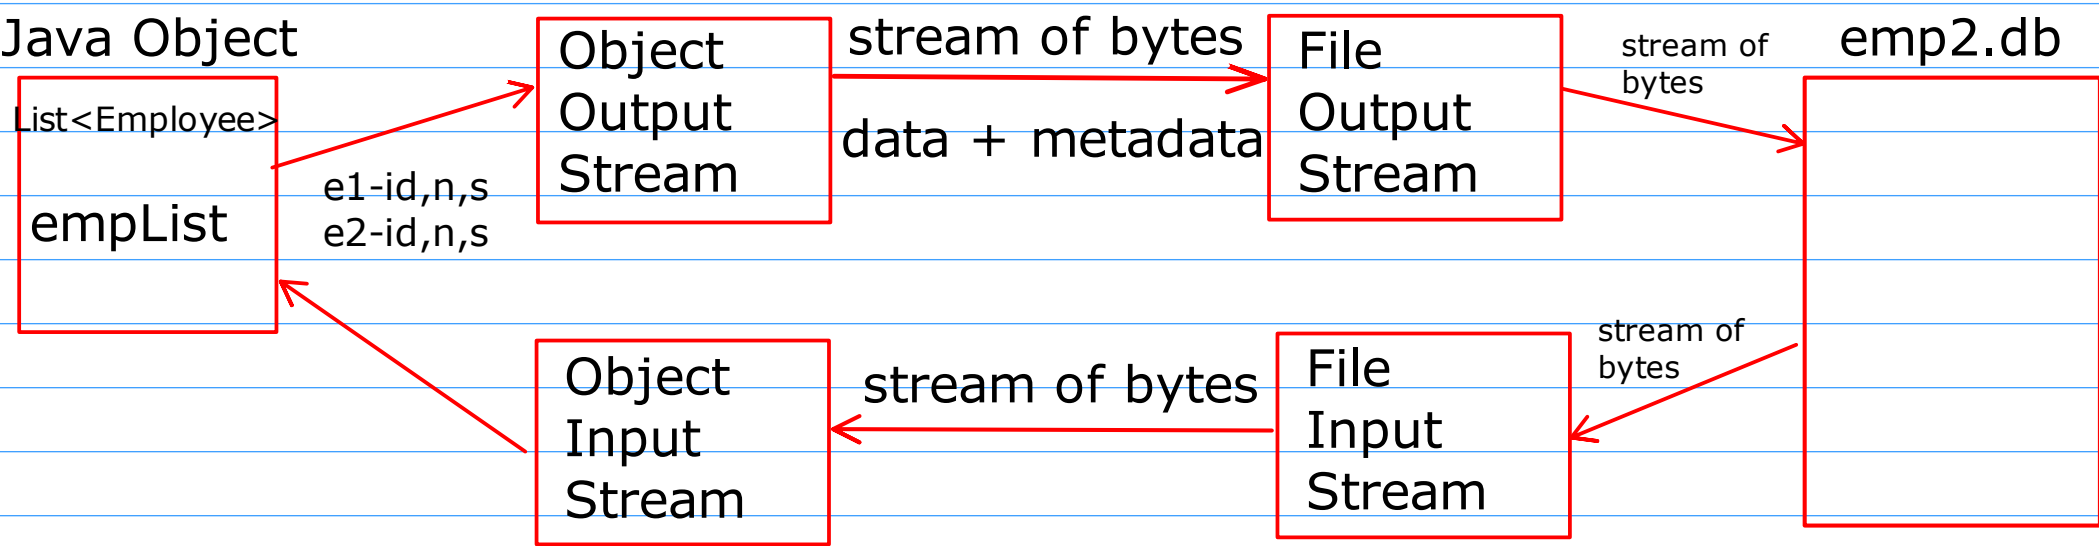 Java Object
List<Employee>
empList
e1-id,n,s
e2-id,n,s
Object
Output
Stream
stream of bytes
data + metadata
File
Output
Stream
stream of
bytes
emp2.db
Object
Input
Stream
stream of bytes
File
Input
Stream
stream of
bytes